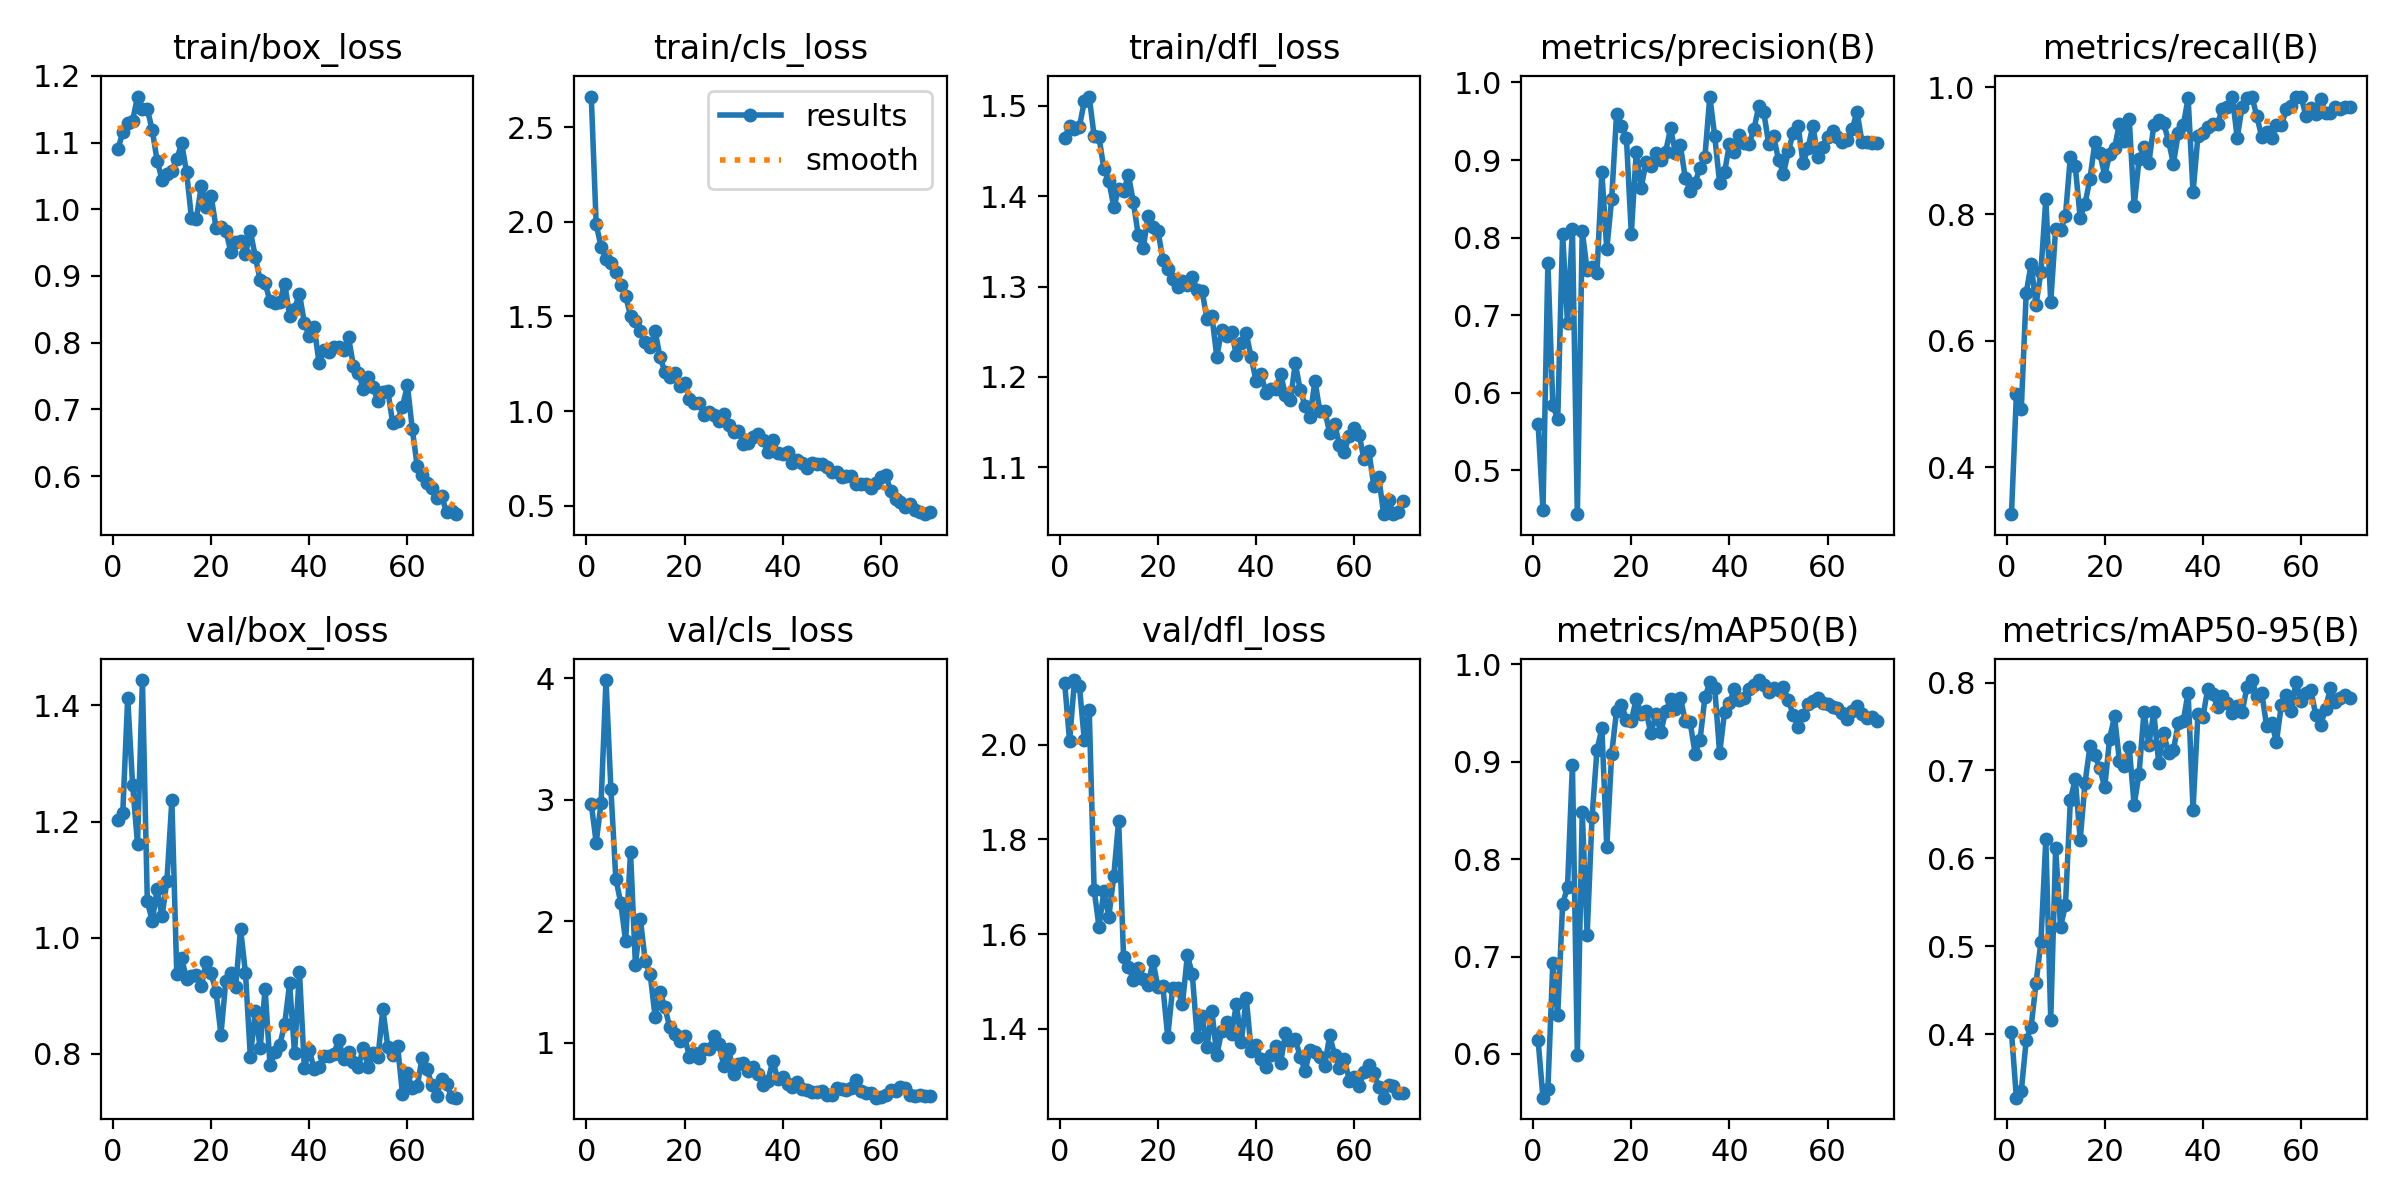 train/box_loss
1.2
1.1
1.0
0.9
0.8
0.7
0.6
0 20 40 60
train/cls_loss
results
smooth
2.5
2.0
1.5
1.0
0.5
0 20 40 60
train/dfl_loss
1.5
1.4
1.3
1.2
1.1
0 20 40 60
metrics/precision(B)
1.0
0.9
0.8
0.7
0.6
0.5
0 20 40 60
metrics/recall(B)
1.0
0.8
0.6
0.4
0 20 40 60
val/box_loss
1.4
1.2
1.0
0.8
0 20 40 60
val/cls_loss
4
3
2
1
0 20 40 60
val/dfl_loss
2.0
1.8
1.6
1.4
0 20 40 60
metrics/mAP50(B)
1.0
0.9
0.8
0.7
0.6
0 20 40 60
metrics/mAP50-95(B)
0.8
0.7
0.6
0.5
0.4
0 20 40 60